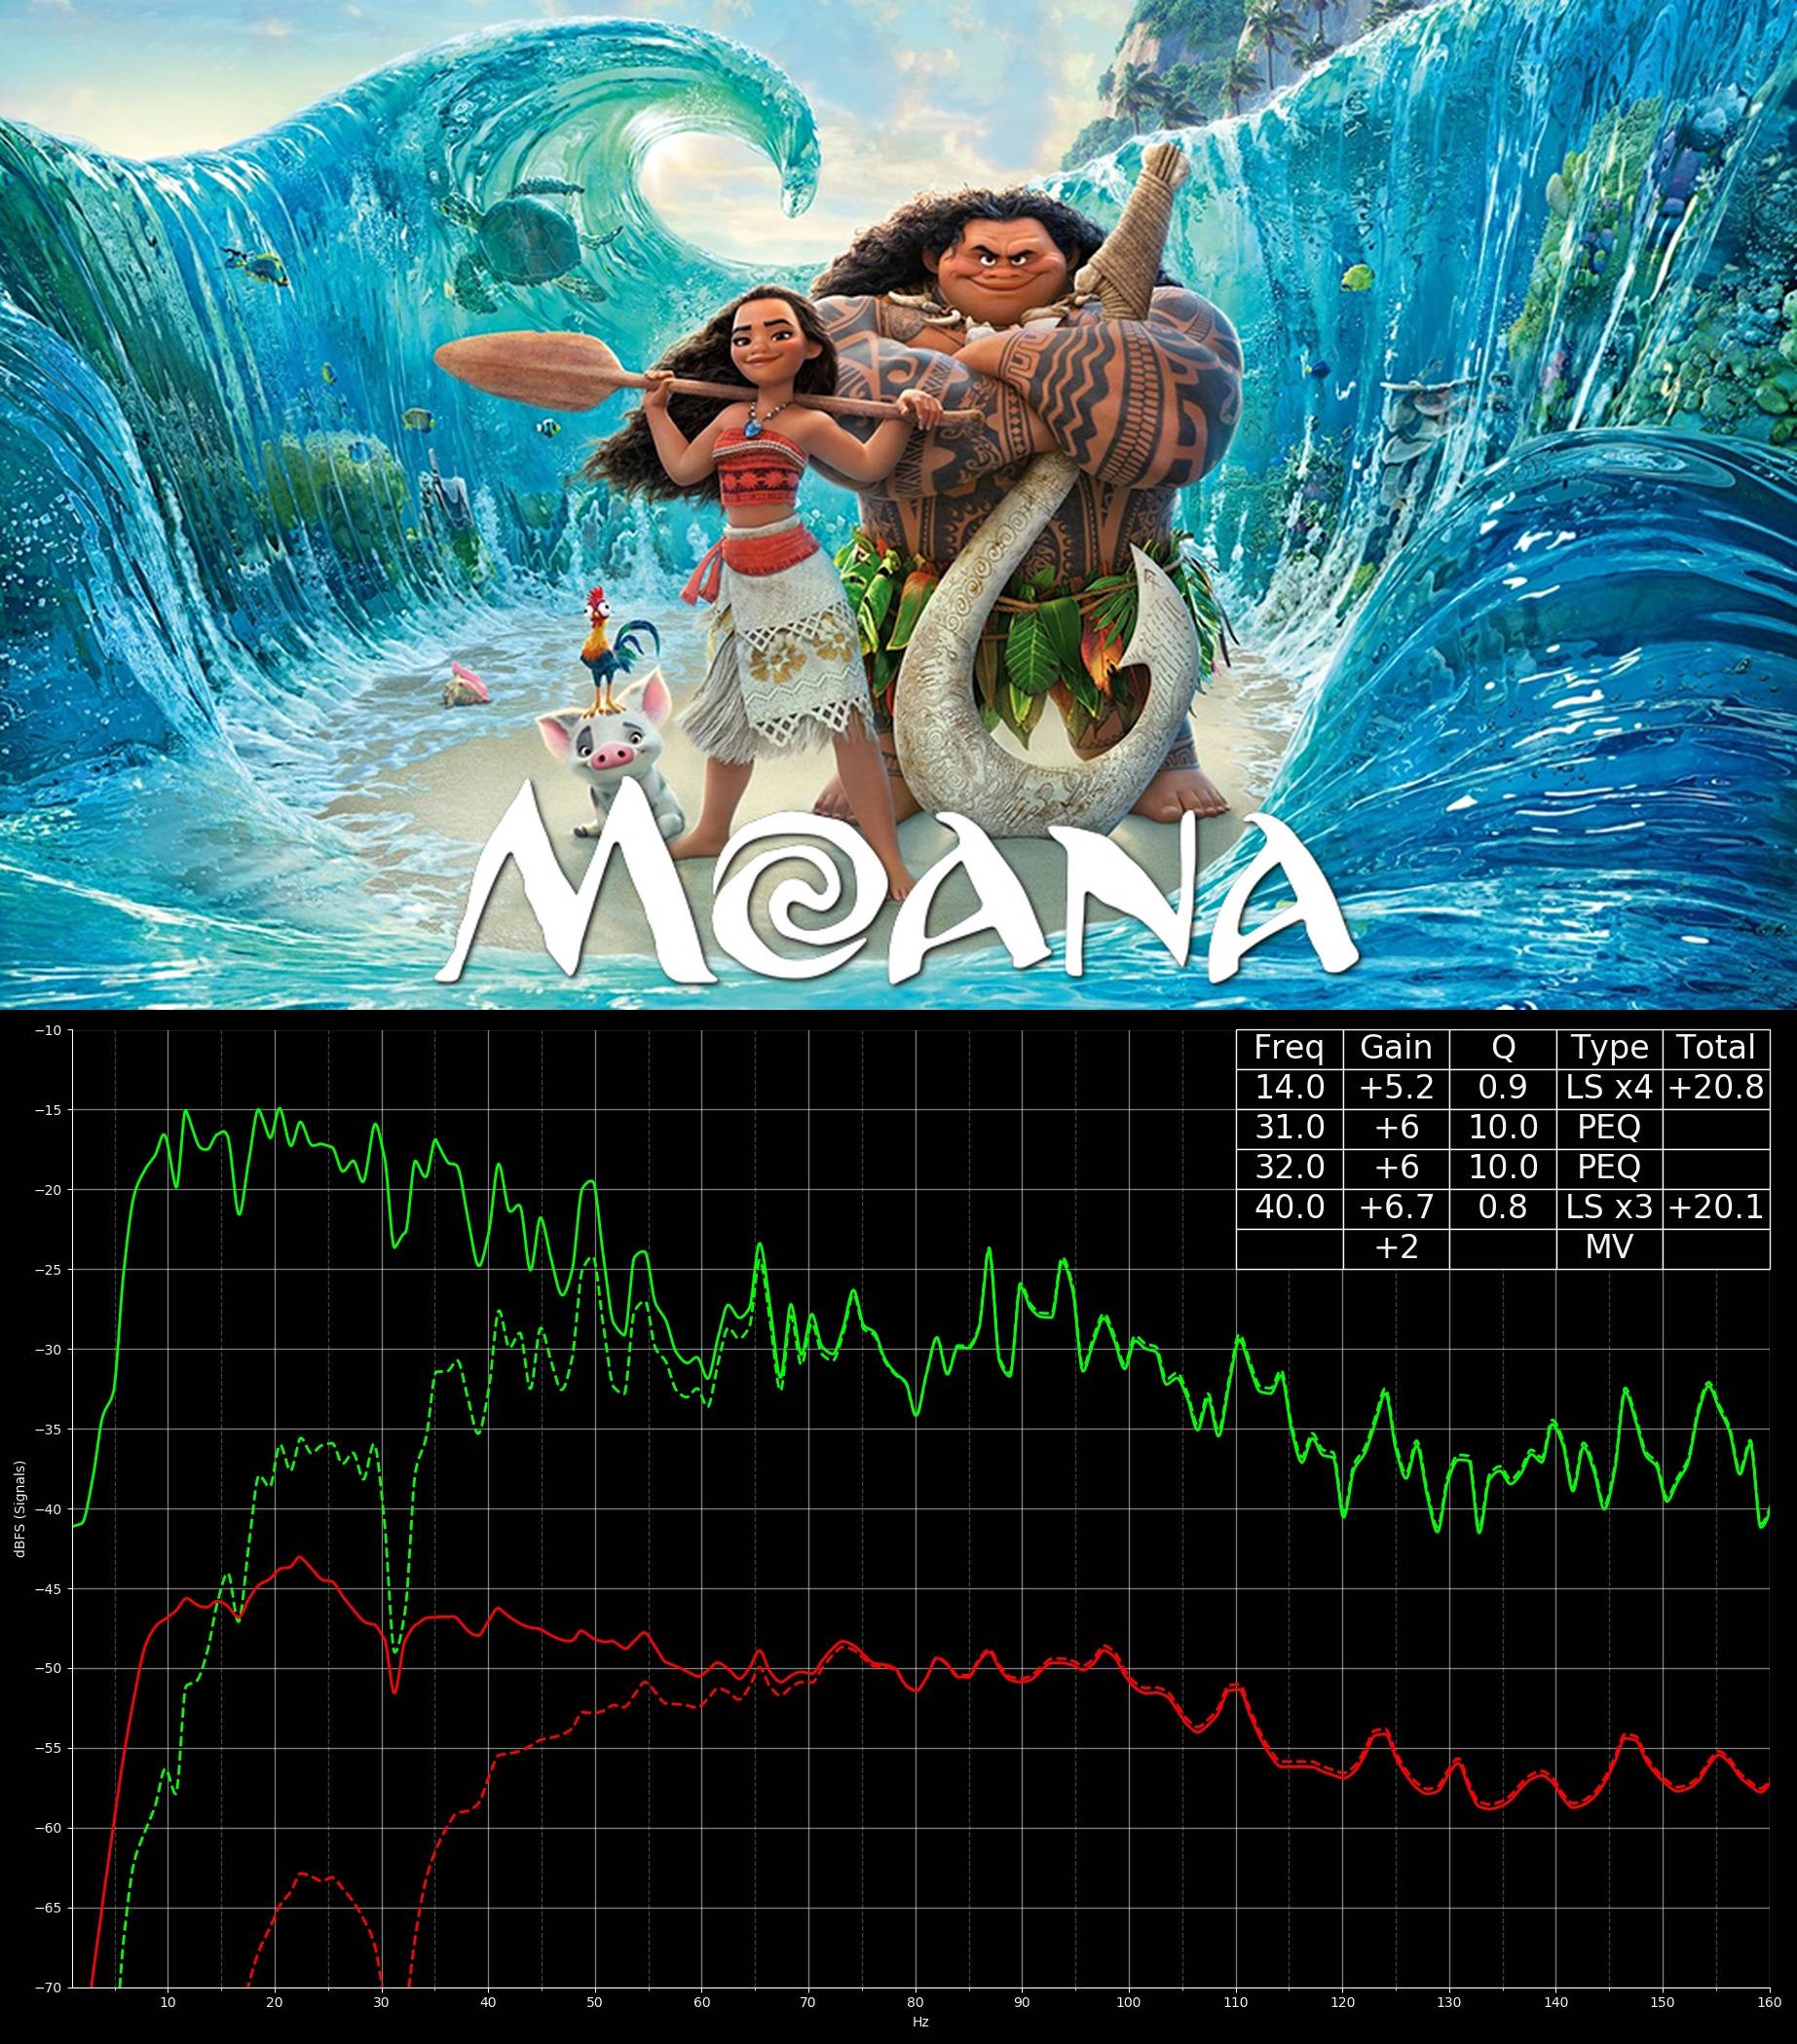 MOANA
Freq Gain Q Type Total
14.0 +5.2 0.9 LS x4 +20.8
31.0 +6 10.0 PEQ
32.0 +6 10.0 PEQ
40.0 +6.7 0.8 LS x3 +20.1
+2 MV
−10
−15
−20
−25
−30
−35
−40
−45
−50
−55
−60
−65
−70
dBFS (Signals)
10 20 30 40 50 60 70 80 90 100 110 120 130 140 150 160
Hz